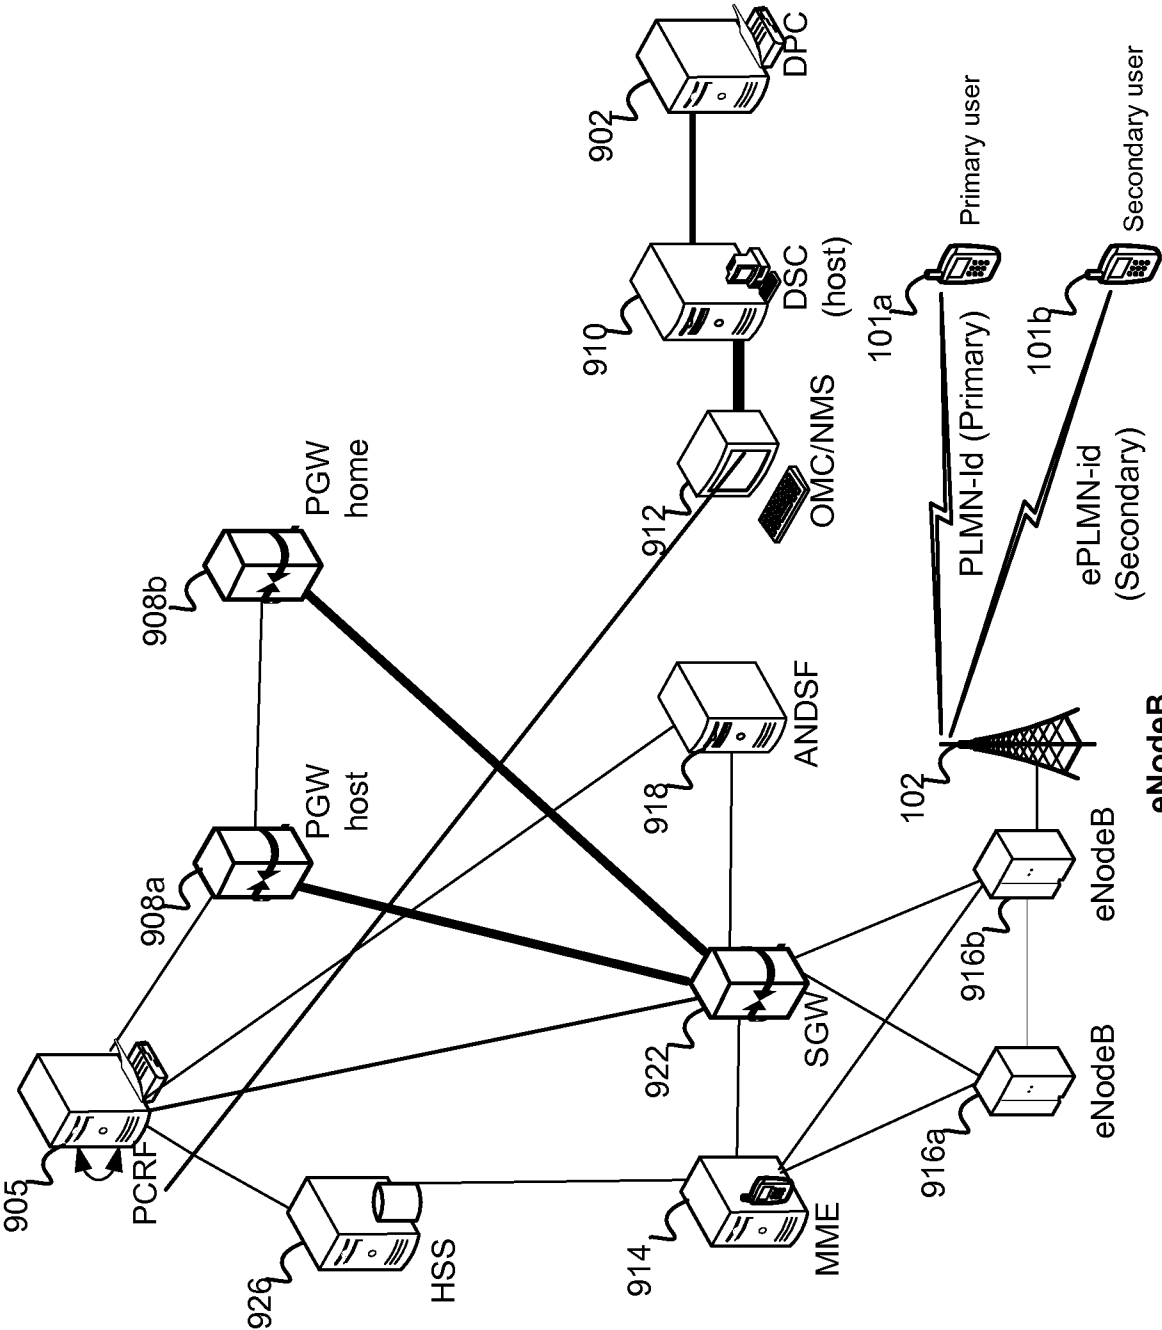 905
PCRF
926
HSS
908a
PGW
host
908b
PGW
home
914
MME
922
SGW
918
ANDSF
912
OMC/NMS
910
DSC
(host)
902
DPC
916a
eNodeB
916b
eNodeB
102
eNodeB
PLMN-Id (Primary)
ePLMN-id
(Secondary)
101a
Primary user
101b
Secondary user